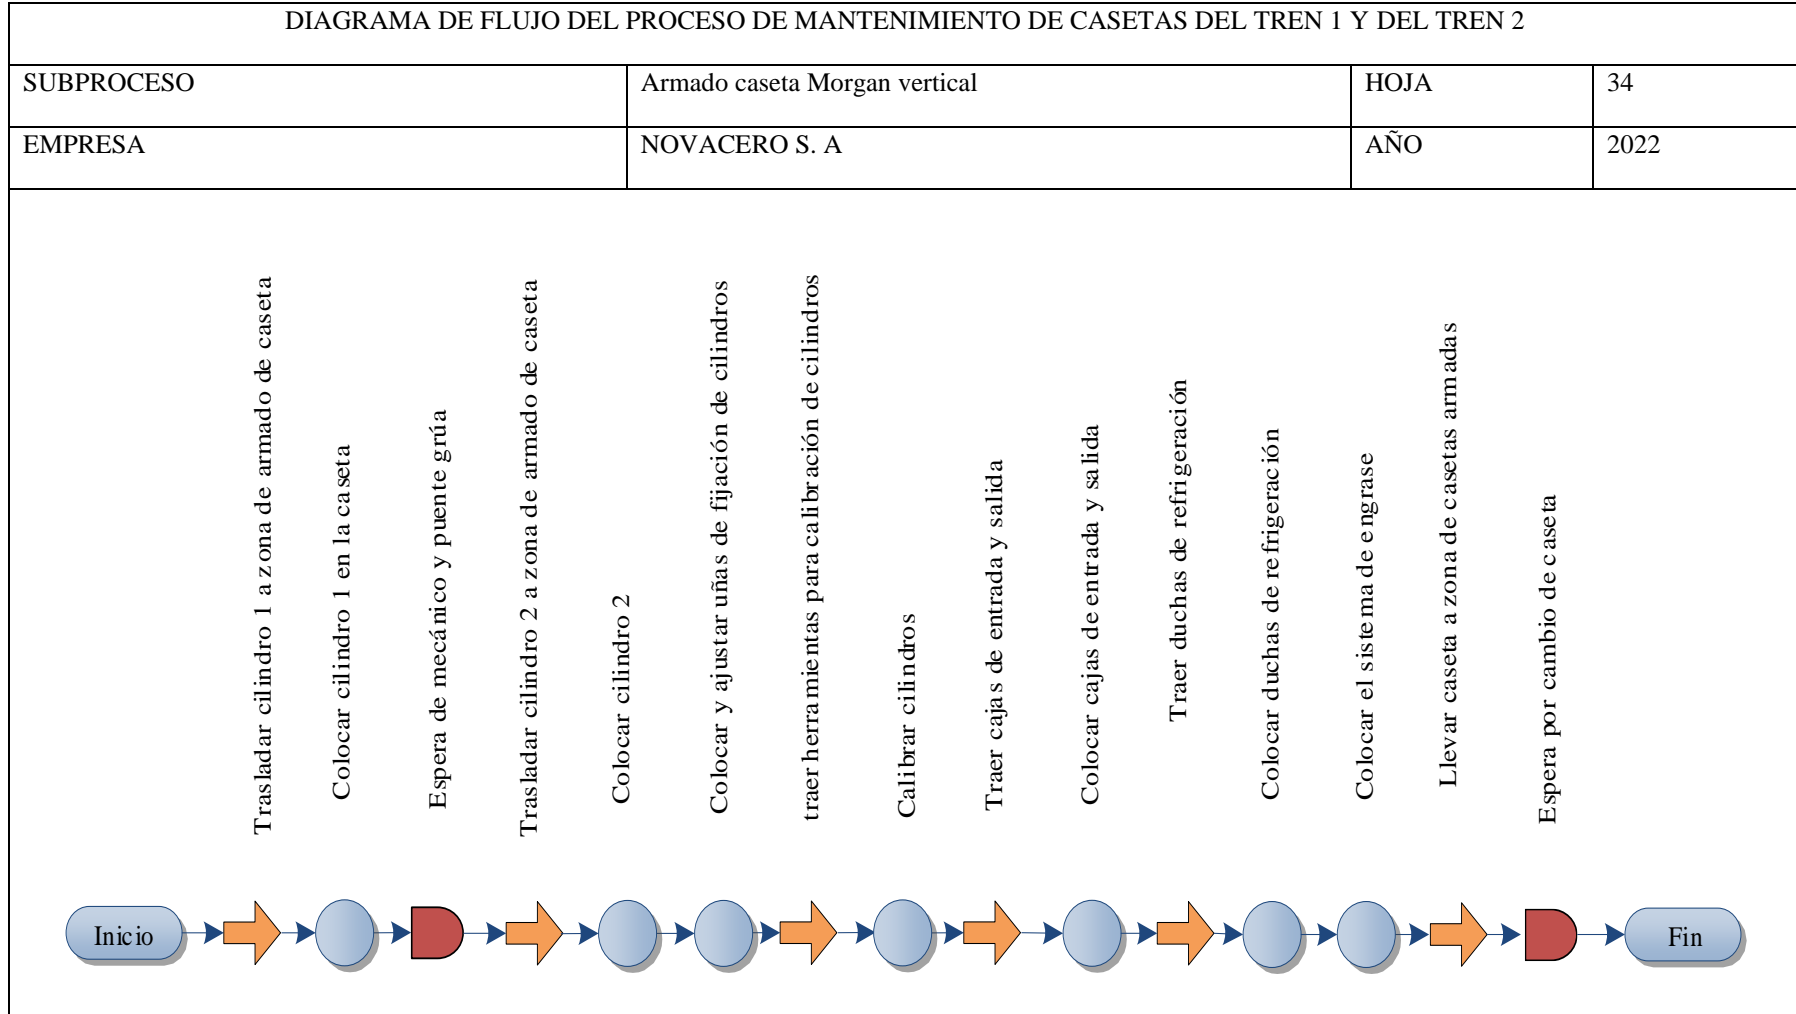 DIAGRAMA DE FLUJO DEL PROCESO DE MANTENIMIENTO DE CASETAS DEL TREN 1 Y DEL TREN 2
SUBPROCESO
Armado caseta Morgan vertical
HOJA
34
EMPRESA
NOVACERO S. A
AÑO
2022
Trasladar cilindro 1 a zona de armado de caseta
Colocar cilindro 1 en la caseta
Espera de mecánico y puente grúa
Trasladar cilindro 2 a zona de armado de caseta
Colocar cilindro 2
Colocar y ajustar uñas de fijación de cilindros
traer herramientas para calibración de cilindros
Calibrar cilindros
Traer cajas de entrada y salida
Colocar cajas de entrada y salida
Traer duchas de refrigeración
Colocar duchas de refrigeración
Colocar el sistema de engrase
Llevar caseta a zona de casetas armadas
Espera por cambio de caseta
Inicio
Fin